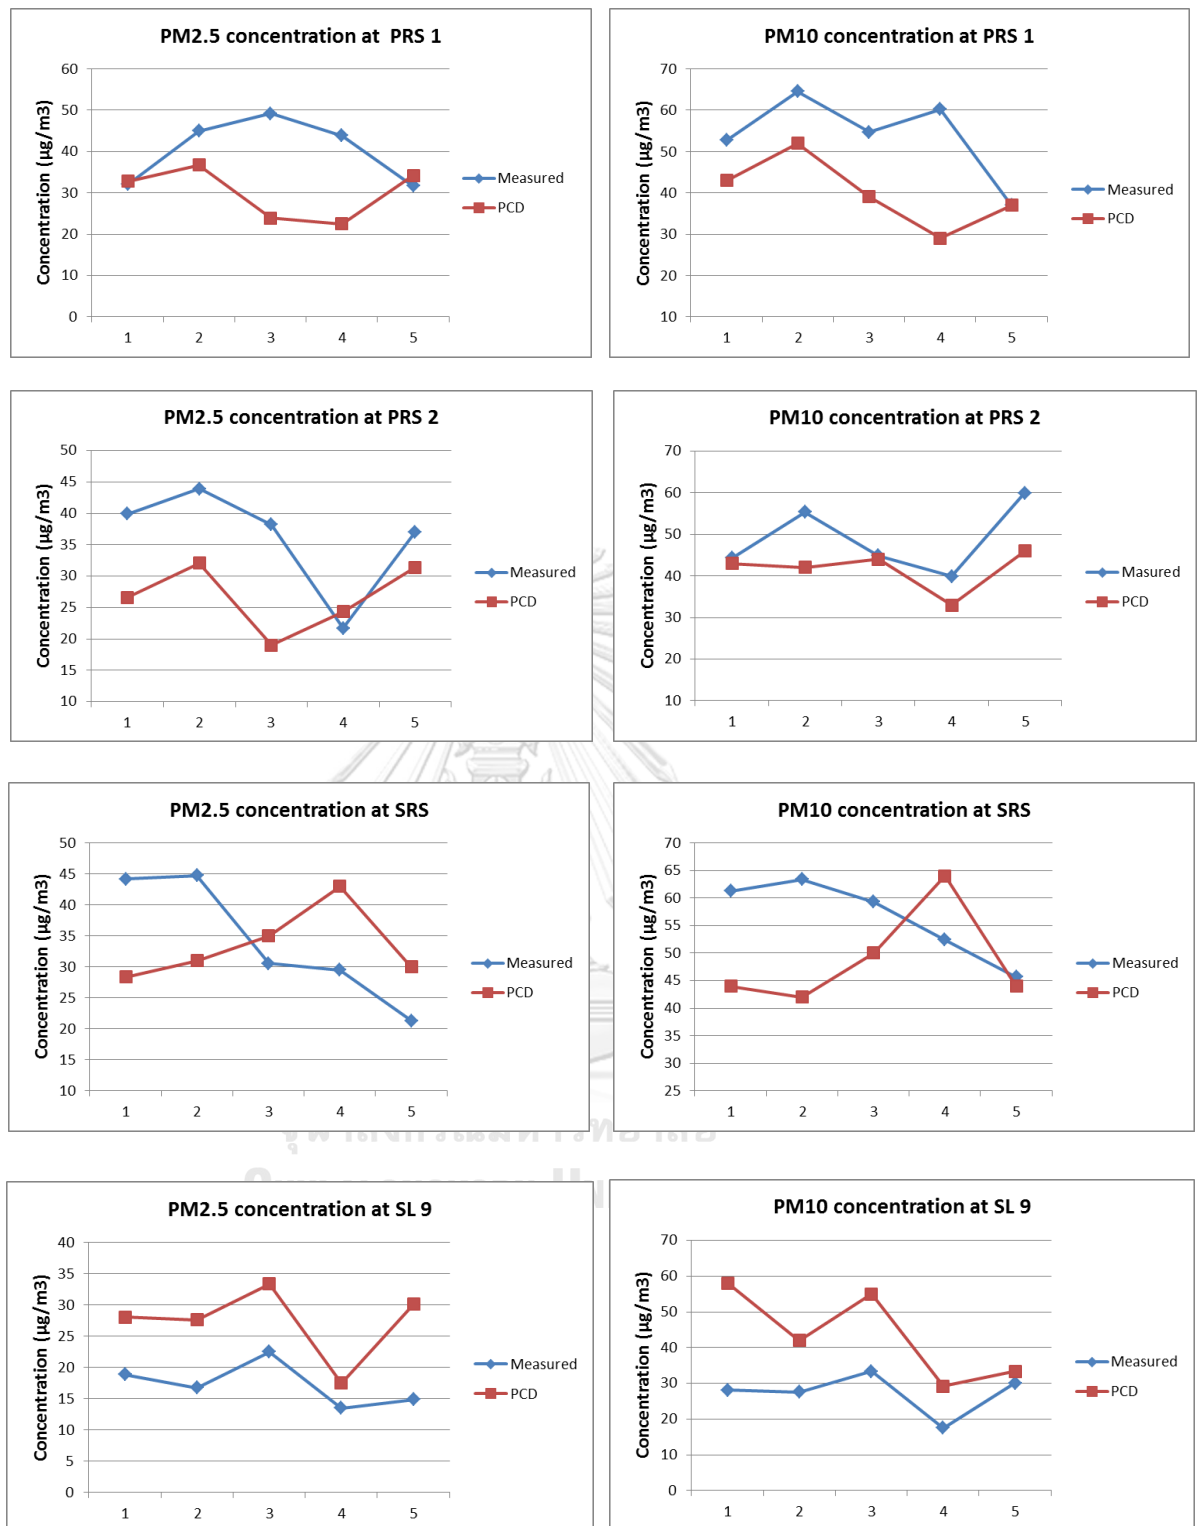 PM2.5 concentration at PRS 1
Concentration (µg/m3)
60
50
40
30
20
10
0
1 2 3 4 5
Measured
PCD
PM10 concentration at PRS 1
Concentration (µg/m3)
70
60
50
40
30
20
10
1 2 3 4 5
Measured
PCD
PM2.5 concentration at PRS 2
Concentration (µg/m3)
50
45
40
35
30
25
20
15
10
1 2 3 4 5
Measured
PCD
PM10 concentration at PRS 2
Concentration (µg/m3)
70
60
50
40
30
20
10
1 2 3 4 5
Masured
PCD
PM2.5 concentration at SRS
Concentration (µg/m3)
50
45
40
35
30
25
20
15
10
1 2 3 4 5
Measured
PCD
PM10 concentration at SRS
Concentration (µg/m3)
70
65
60
55
50
45
40
35
30
25
1 2 3 4 5
Measured
PCD
PM2.5 concentration at SL 9
Concentration (µg/m3)
40
35
30
25
20
15
10
5
0
1 2 3 4 5
Measured
PCD
PM10 concentration at SL 9
Concentration (µg/m3)
70
60
50
40
30
20
10
0
1 2 3 4 5
Measured
PCD